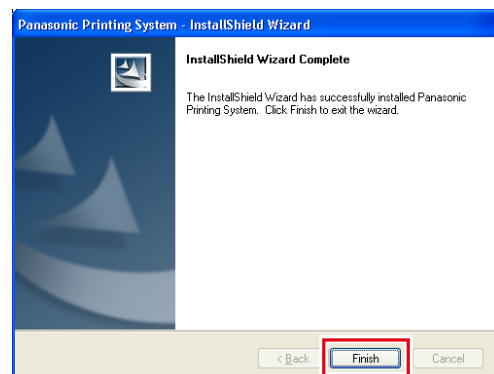 Panasonic Printing System - InstallShield Wizard
InstallShield Wizard Complete
The InstallShield Wizard has successfully installed Panasonic
Printing System. Click Finish to exit the wizard.
< Back Finish Cancel